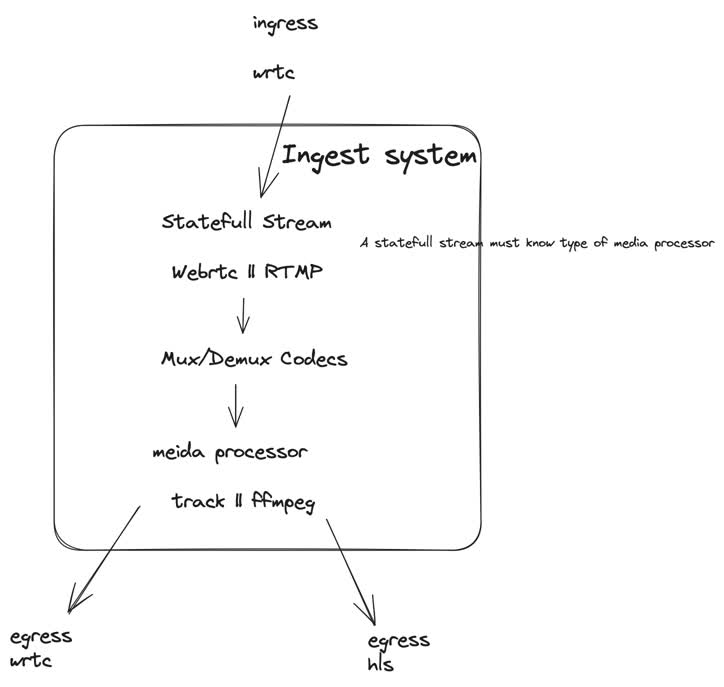 ingress
wrtc
Ingest system
Statefull Stream
A statefull stream must know type of media processor
Webrtc || RTMP
Mux/Demux Codecs
meida processor
track || ffmpeg
egress
wrtc
egress
hls